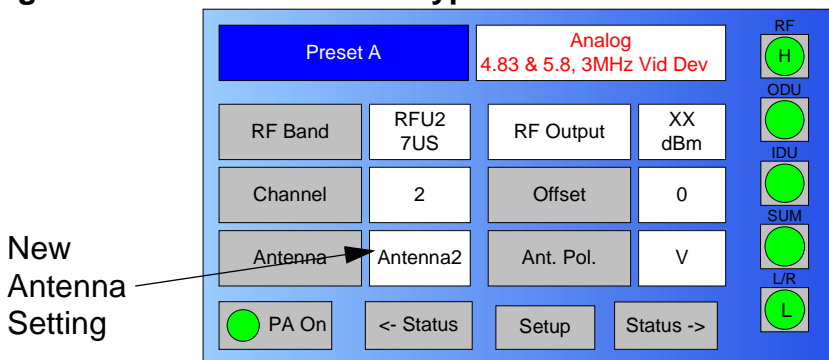 Preset A
Analog
4.83 & 5.8, 3MHz Vid Dev
RF
H
ODU
RF Band
RFU2
7US
RF Output
XX
dBm
IDU
Channel
2
Offset
0
SUM
New
Antenna
Setting
Antenna
Antenna2
Ant. Pol.
V
L/R
L
PA On
<- Status
Setup
Status ->